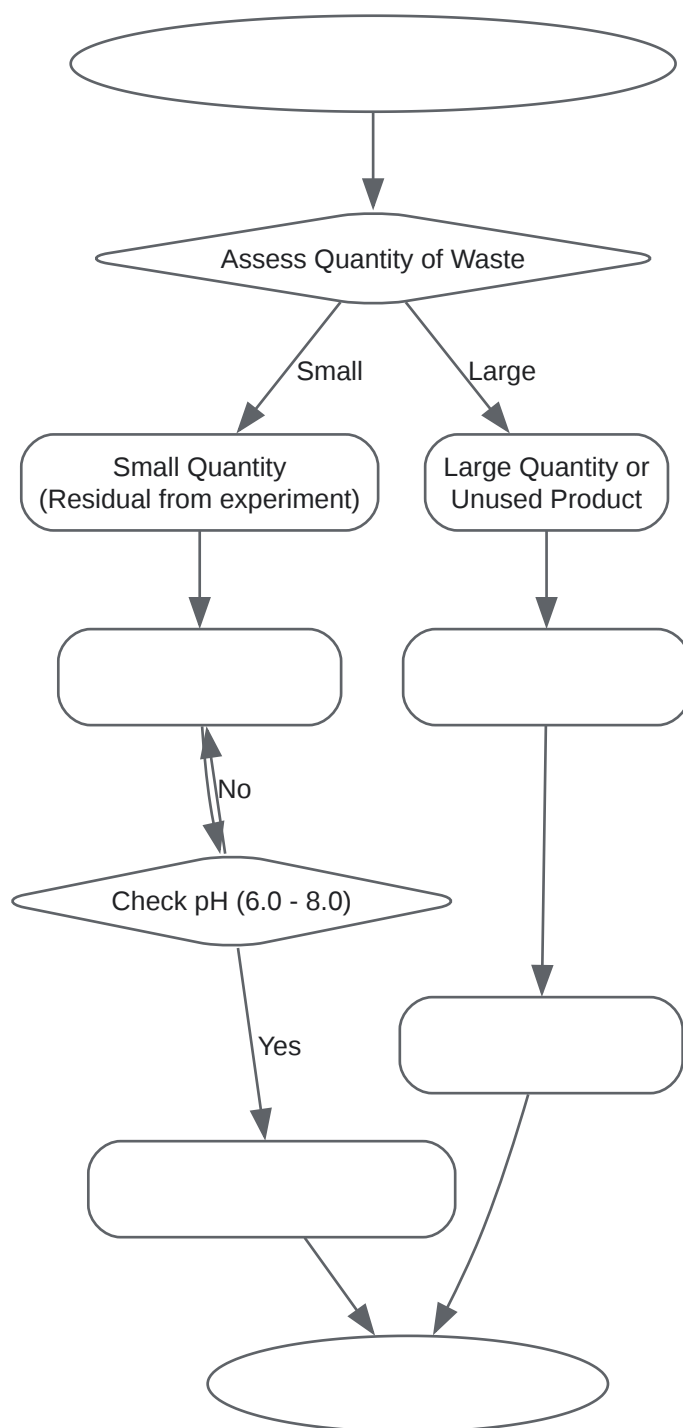 Assess Quantity of Waste
Small
Large
Small Quantity
(Residual from experiment)
Large Quantity or
Unused Product
No
Check pH (6.0 - 8.0)
Yes